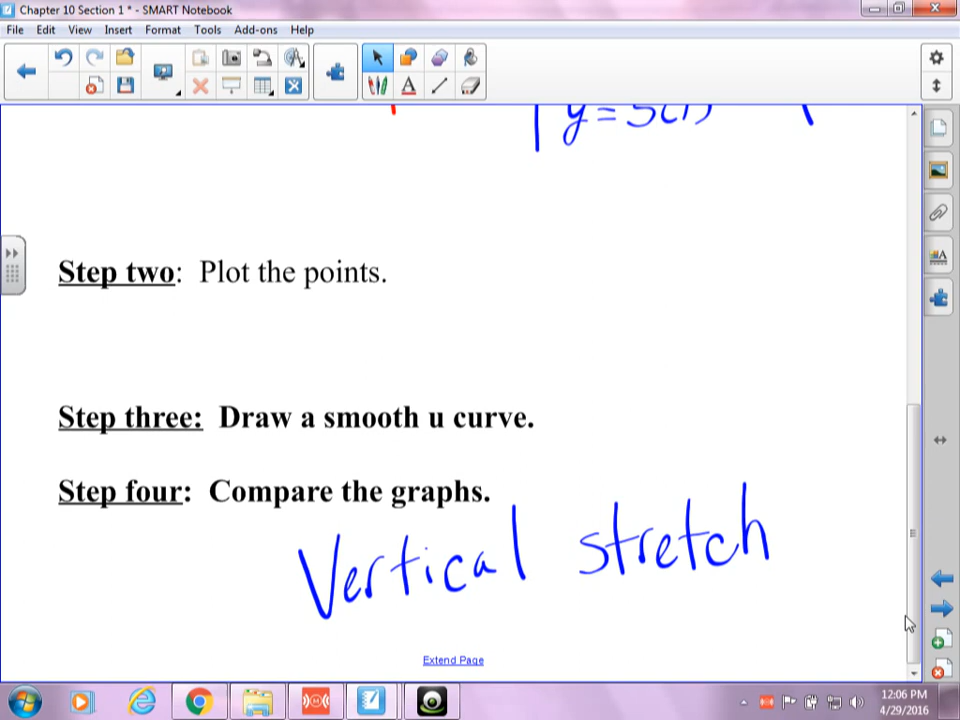 Chapter 10 Section 1 * - SMART Notebook
File Edit View Insert Format Tools Add-ons Help
Step two: Plot the points.
Step three: Draw a smooth u curve.
Step four: Compare the graphs.
Vertical stretch
Extend Page
12:06 PM
4/29/2016